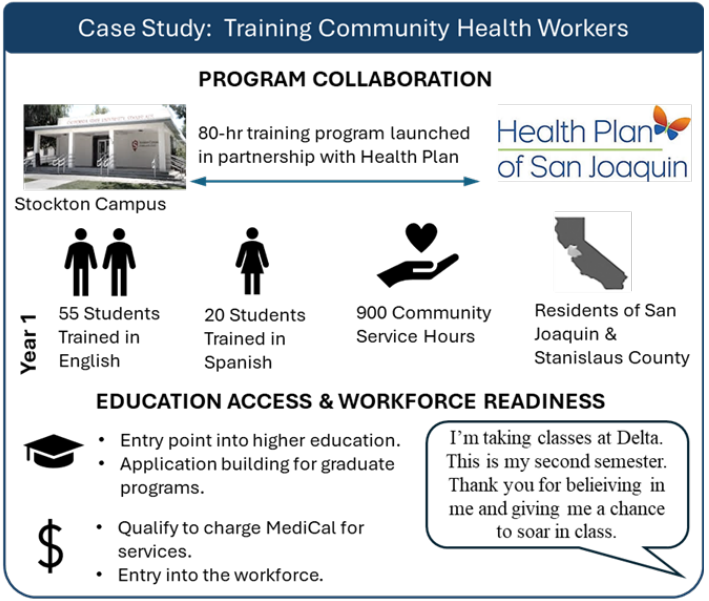 Case Study:  Training Community Health Workers
PROGRAM COLLABORATION
80-hr training program launched
in partnership with Health Plan
Health Plan
of San Joaquin
Stockton Campus
Year 1
55 Students
Trained in
English
20 Students
Trained in
Spanish
900 Community
Service Hours
Residents of San
Joaquin &
Stanislaus County
EDUCATION ACCESS & WORKFORCE READINESS
• Entry point into higher education.
• Application building for graduate
programs.
$
• Qualify to charge MediCal for
services.
• Entry into the workforce.
I’m taking classes at Delta.
This is my second semester.
Thank you for belieiving in
me and giving me a chance
to soar in class.